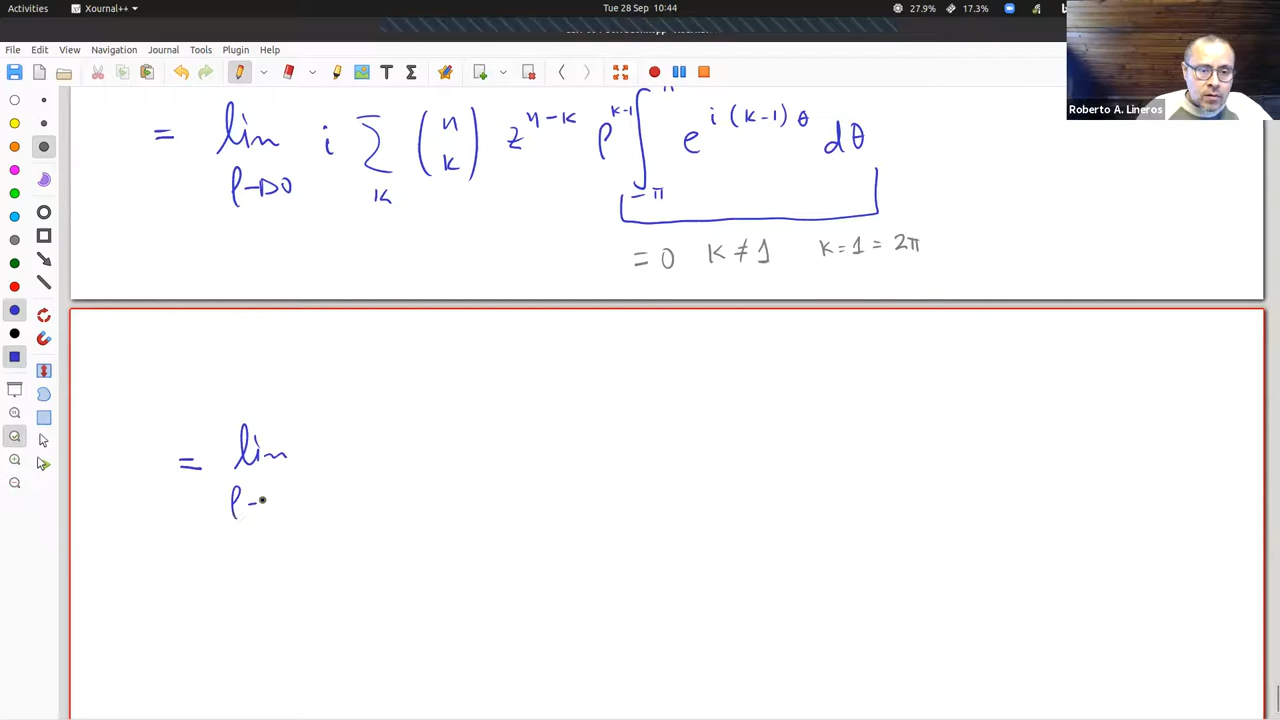 Activities Xournal++ Tue 28 Sep 10:44 27.9% 17.3%
File Edit View Navigation Journal Tools Plugin Help
Roberto A. Lineros
π
= lim i Σ (n k) z^{n-k} ρ^{k-1} ∫ e^{i(k-1)θ} dθ
ρ→0 K -π
= 0 K ≠ 1 K = 1 = 2π
= lim
ρ-